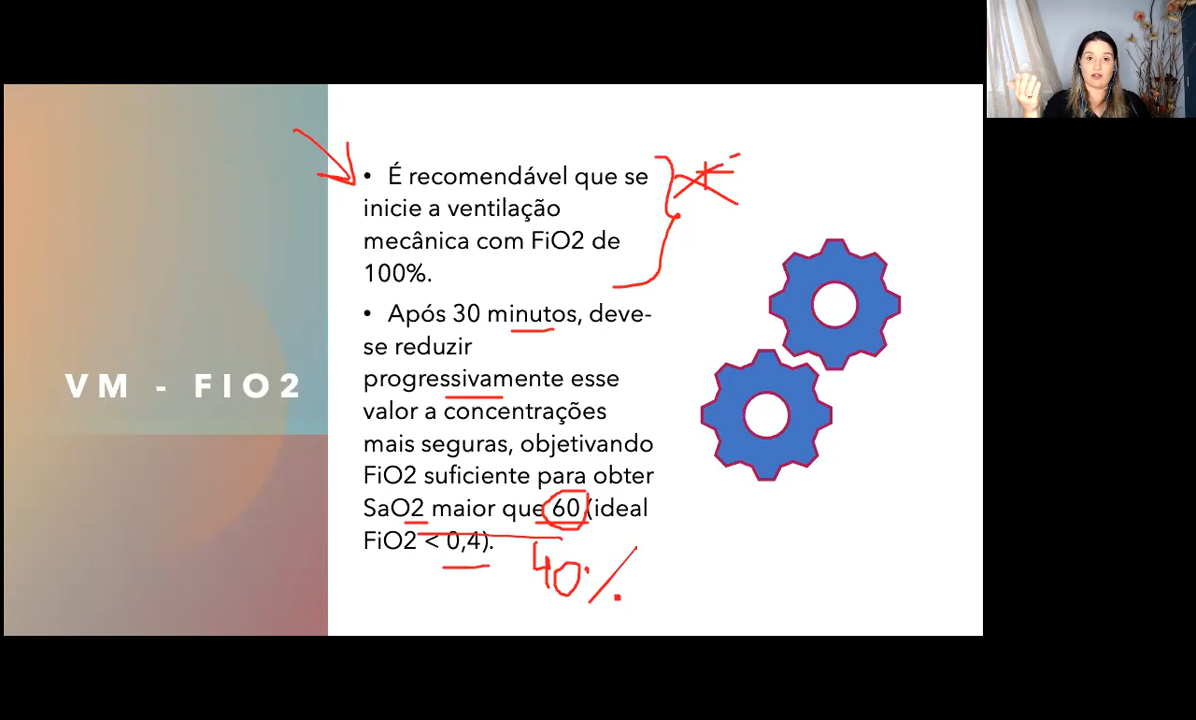 VM - FIO2
• É recomendável que se
inicie a ventilação
mecânica com FiO2 de
100%.
• Após 30 minutos, deve-
se reduzir
progressivamente esse
valor a concentrações
mais seguras, objetivando
FiO2 suficiente para obter
SaO2 maior que 60 (ideal
FiO2 < 0,4).
40%